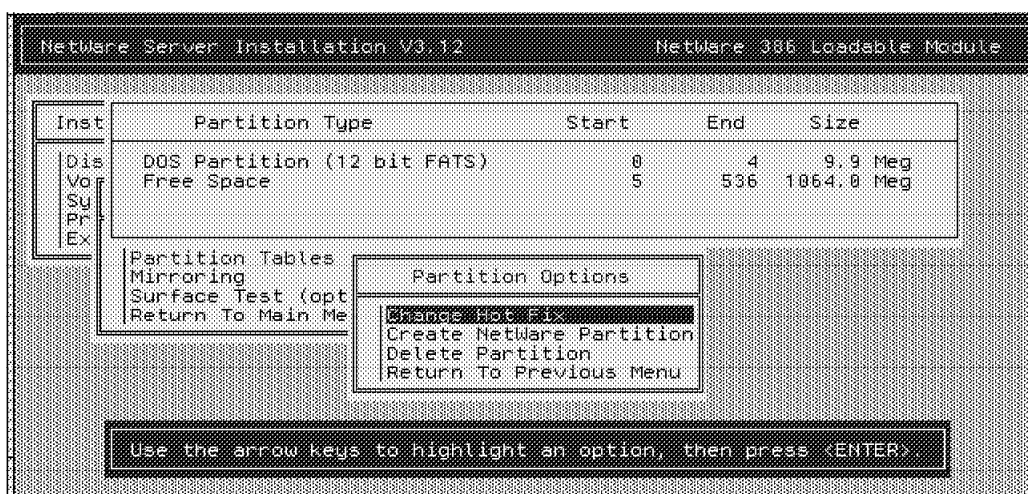 NetWare Server Installation V3.12 NetWare 386 Loadable Module
Inst Partition Type Start End Size
Dis DOS Partition (12 bit FATS) 0 4 9.9 Meg
Vo Free Space 5 536 1064.0 Meg
Sy
Pr
Ex
Partition Tables
Mirroring
Surface Test (opt
Return To Main Me
Partition Options
Change Hot Fix
Create NetWare Partition
Delete Partition
Return To Previous Menu
Use the arrow keys to highlight an option, then press <ENTER>.